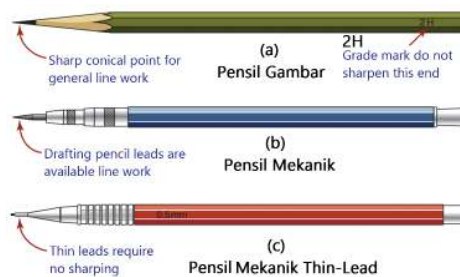 2H
2H
(a)
Pensil Gambar
Sharp conical point for
general line work
Grade mark do not
sharpen this end
(b)
Pensil Mekanik
Drafting pencil leads are
available line work
0.5mm
(c)
Pensil Mekanik Thin-Lead
Thin leads require
no sharping